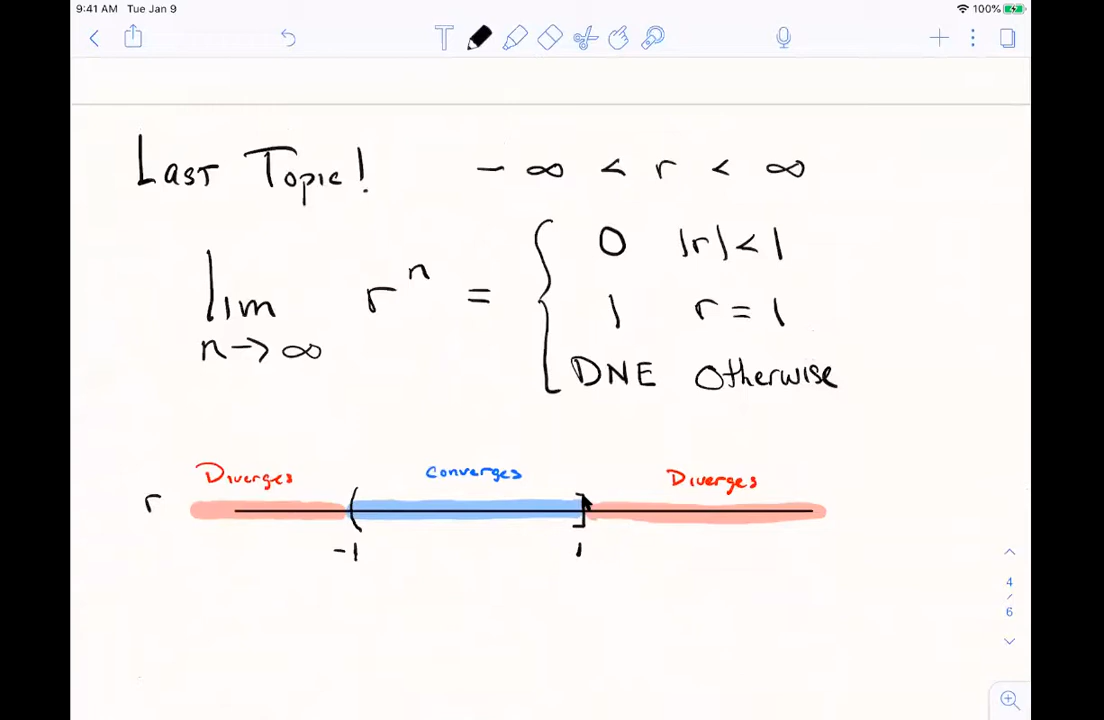 9:41 AM Tue Jan 9 100%
T
Last Topic! - ∞ < r < ∞
lim n→∞ r^n = { 0 |r| < 1
1 r = 1
DNE Otherwise
Diverges Converges Diverges
r ( ]
-1 1
4
/
6